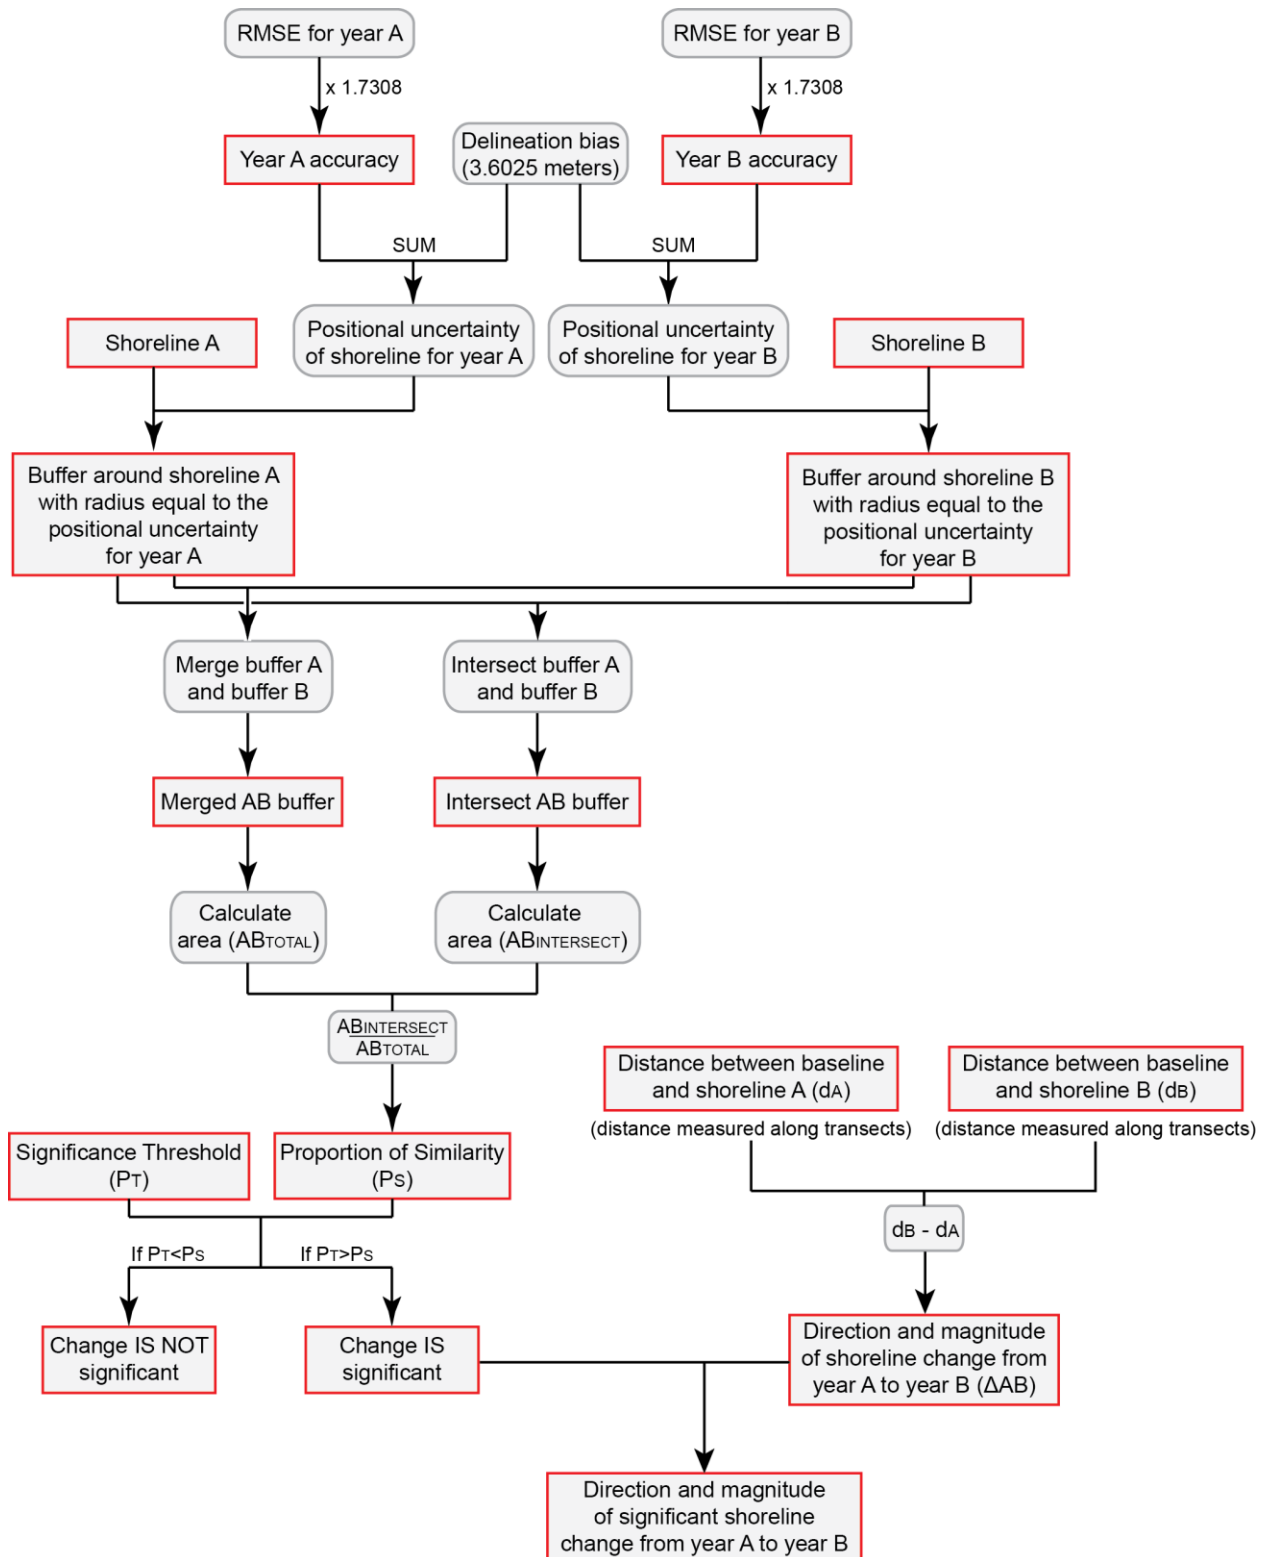 RMSE for year A
RMSE for year B
x 1.7308
x 1.7308
Year A accuracy
Delineation bias
(3.6025 meters)
Year B accuracy
SUM
SUM
Shoreline A
Positional uncertainty
of shoreline for year A
Positional uncertainty
of shoreline for year B
Shoreline B
Buffer around shoreline A
with radius equal to the
positional uncertainty
for year A
Buffer around shoreline B
with radius equal to the
positional uncertainty
for year B
Merge buffer A
and buffer B
Intersect buffer A
and buffer B
Merged AB buffer
Intersect AB buffer
Calculate
area (ABTOTAL)
Calculate
area (ABINTERSECT)
ABINTERSECT
ABTOTAL
Distance between baseline
and shoreline A (dA)
(distance measured along transects)
Distance between baseline
and shoreline B (dB)
(distance measured along transects)
Significance Threshold
(PT)
Proportion of Similarity
(PS)
dB - dA
If PT<PS
If PT>PS
Change IS NOT
significant
Change IS
significant
Direction and magnitude
of shoreline change from
year A to year B (ΔAB)
Direction and magnitude
of significant shoreline
change from year A to year B